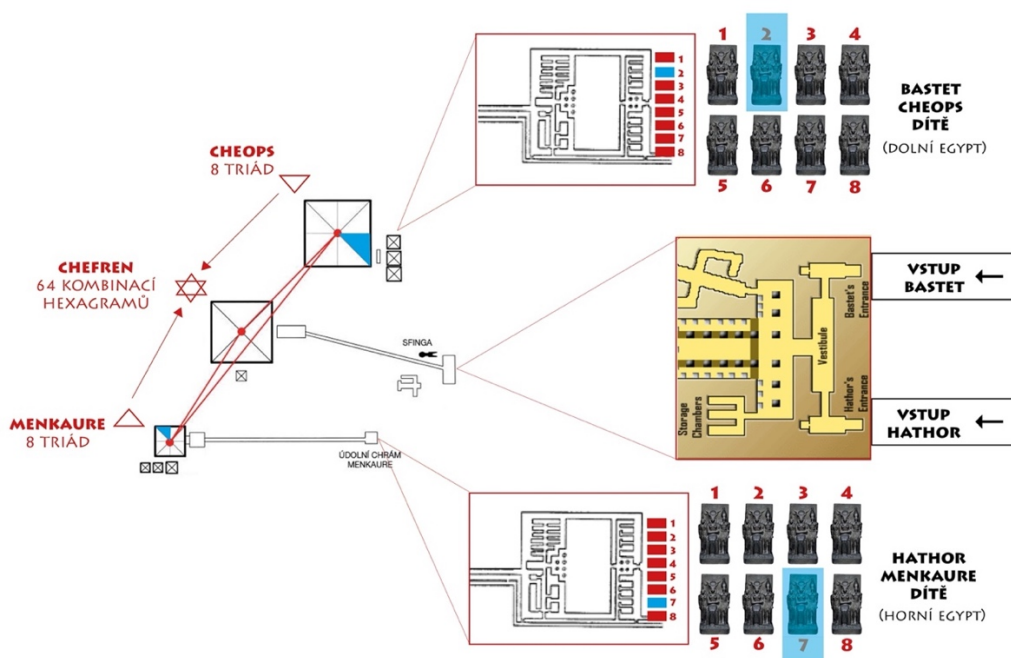 1 2 3 4
1
2
3
4
5
6
7
8
BASTET
CHEOPS
DÍTĚ
(DOLNÍ EGYPT)
5 6 7 8
CHEOPS
8 TRIÁD
CHEFREN
64 KOMBINACÍ
HEXAGRAMŮ
SFINGA
MENKAURE
8 TRIÁD
ÚDOLNÍ CHRÁM
MENKAURE
Bastet's
Entrance
Vestibule
Hathor's
Entrance
Storage
Chambers
VSTUP
BASTET
VSTUP
HATHOR
1 2 3 4
1
2
3
4
5
6
7
8
HATHOR
MENKAURE
DÍTĚ
(HORNÍ EGYPT)
5 6 7 8